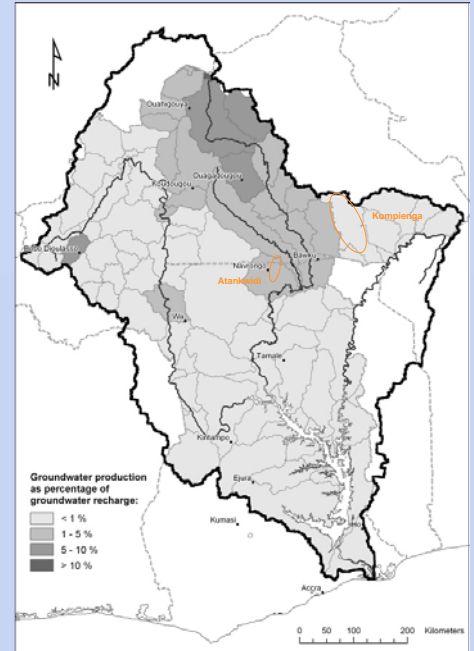 N
Ouahigouya
Ouagadougou
Koudougou
Kompienga
Bobo Dioulasso
Bawku
Navrongo
Atankwidi
Wa
Tamale
Kintampo
Ejura
Kumasi
Ho
Accra
Groundwater production
as percentage of
groundwater recharge:
< 1 %
1 - 5 %
5 - 10 %
> 10 %
0 50 100 200 Kilometers